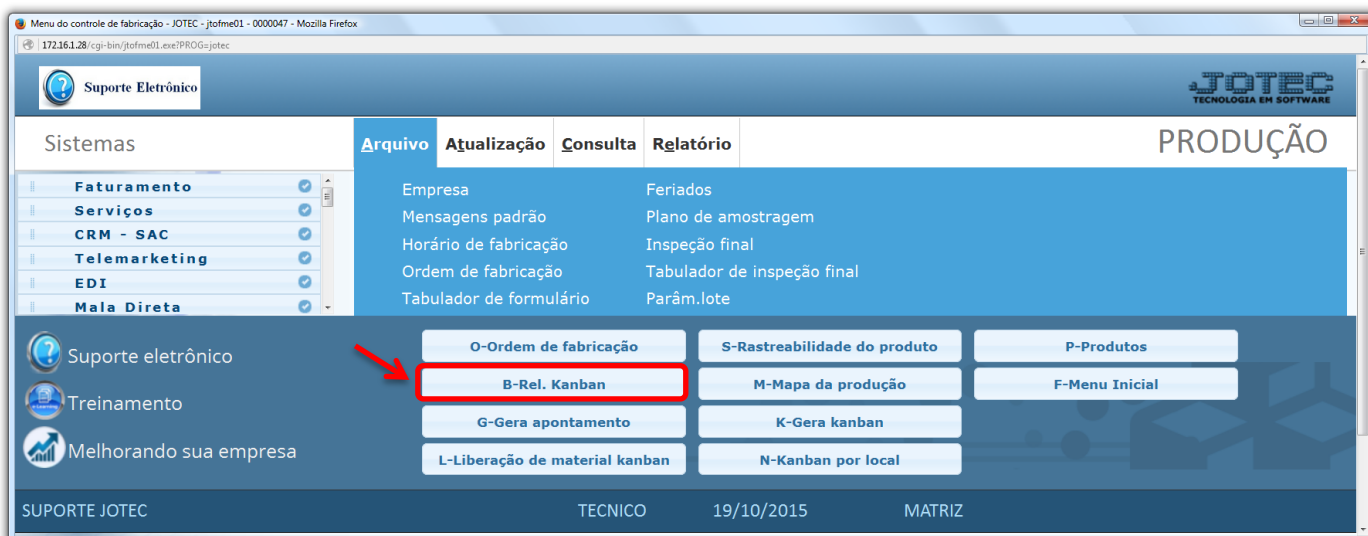 Menu do controle de fabricação - JOTEC - jtofme01 - 0000047 - Mozilla Firefox
172.16.1.28/cgi-bin/jtofme01.exe?PROG=jotec
Suporte Eletrônico
JOTEC
TECNOLOGIA EM SOFTWARE
Sistemas
Arquivo Atualização Consulta Relatório
PRODUÇÃO
Faturamento
Serviços
CRM - SAC
Telemarketing
EDI
Mala Direta
Empresa Feriados
Mensagens padrão Plano de amostragem
Horário de fabricação Inspeção final
Ordem de fabricação Tabulador de inspeção final
Tabulador de formulário Parâm.lote
Suporte eletrônico
Treinamento
Melhorando sua empresa
O-Ordem de fabricação S-Rastreabilidade do produto P-Produtos
B-Rel. Kanban M-Mapa da produção F-Menu Inicial
G-Gera apontamento K-Gera kanban
L-Liberação de material kanban N-Kanban por local
SUPORTE JOTEC TECNICO 19/10/2015 MATRIZ